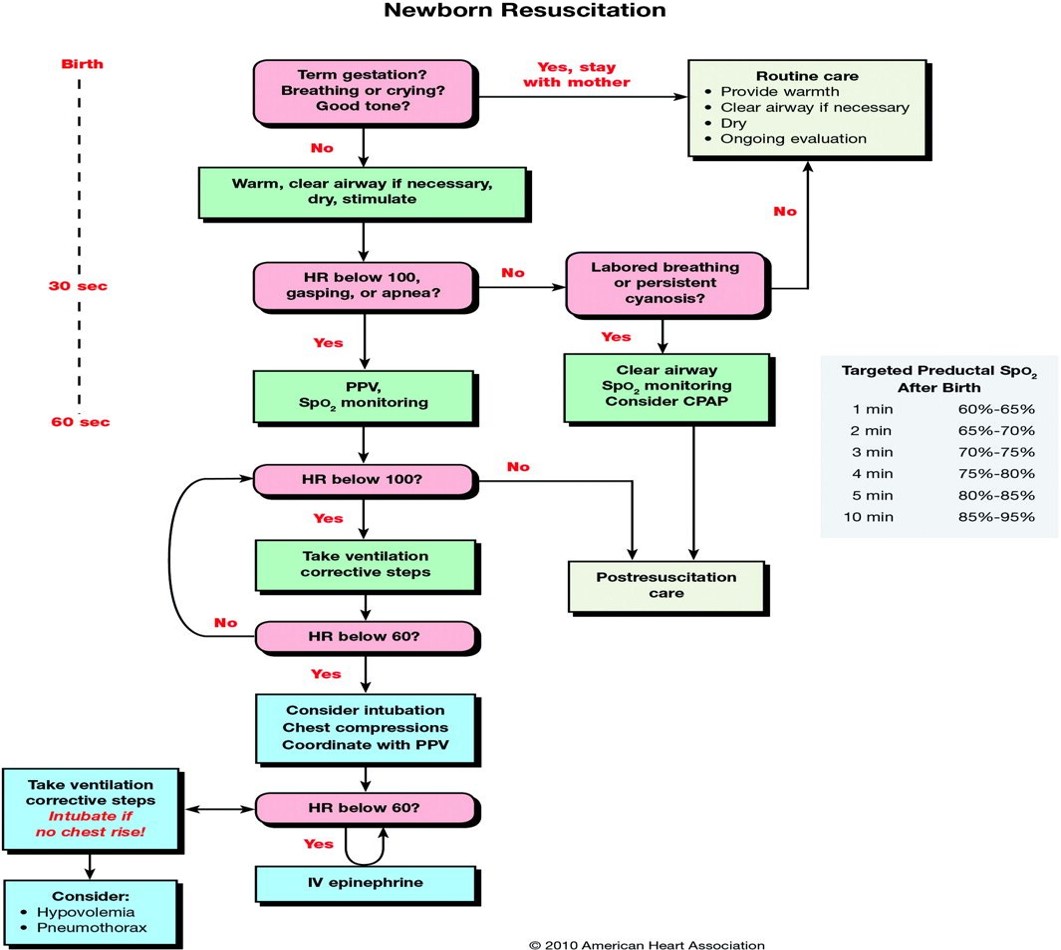 Newborn Resuscitation
Birth
Term gestation?
Breathing or crying?
Good tone?
Yes, stay
with mother
Routine care
• Provide warmth
• Clear airway if necessary
• Dry
• Ongoing evaluation
No
Warm, clear airway if necessary,
dry, stimulate
No
30 sec
HR below 100,
gasping, or apnea?
No
Labored breathing
or persistent
cyanosis?
Yes
Yes
60 sec
PPV,
SpO2 monitoring
Clear airway
SpO2 monitoring
Consider CPAP
Targeted Preductal SpO2
After Birth
1 min 60%-65%
2 min 65%-70%
3 min 70%-75%
4 min 75%-80%
5 min 80%-85%
10 min 85%-95%
HR below 100?
No
Yes
Take ventilation
corrective steps
Postresuscitation
care
No
HR below 60?
Yes
Consider intubation
Chest compressions
Coordinate with PPV
Take ventilation
corrective steps
Intubate if
no chest rise!
HR below 60?
Yes
IV epinephrine
Consider:
• Hypovolemia
• Pneumothorax
© 2010 American Heart Association